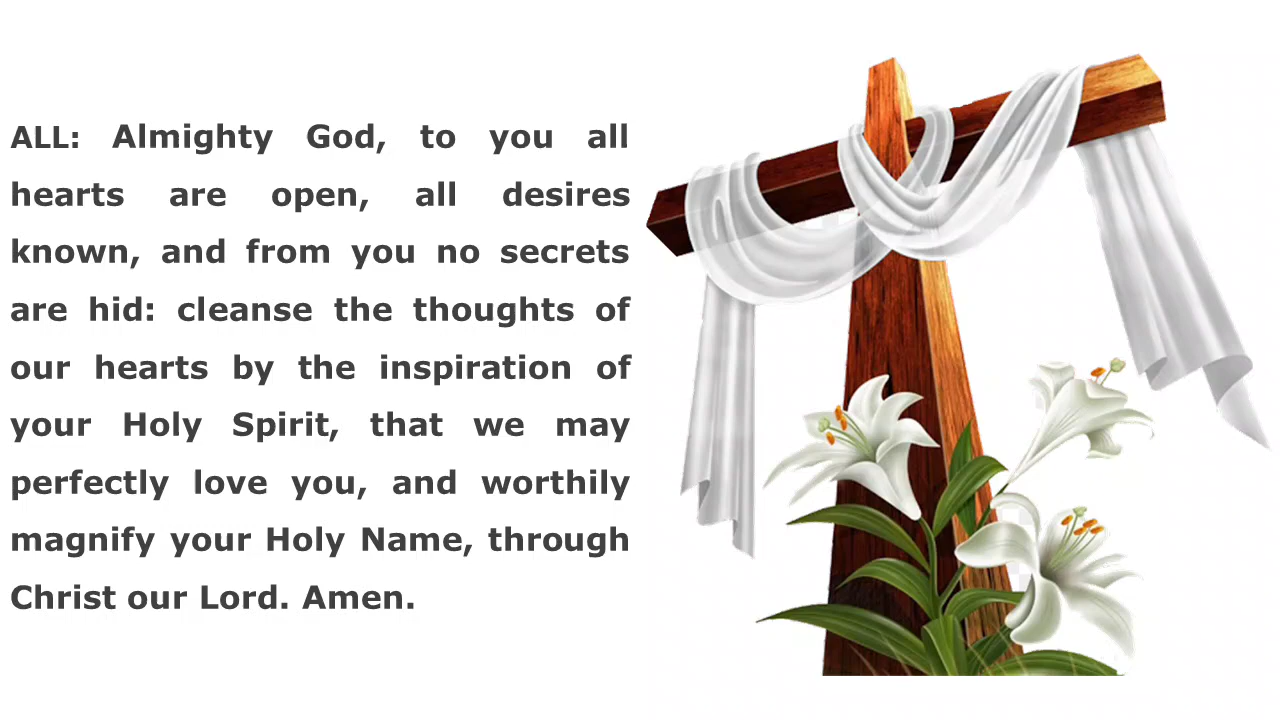 ALL: Almighty God, to you all
hearts are open, all desires
known, and from you no secrets
are hid: cleanse the thoughts of
our hearts by the inspiration of
your Holy Spirit, that we may
perfectly love you, and worthily
magnify your Holy Name, through
Christ our Lord. Amen.